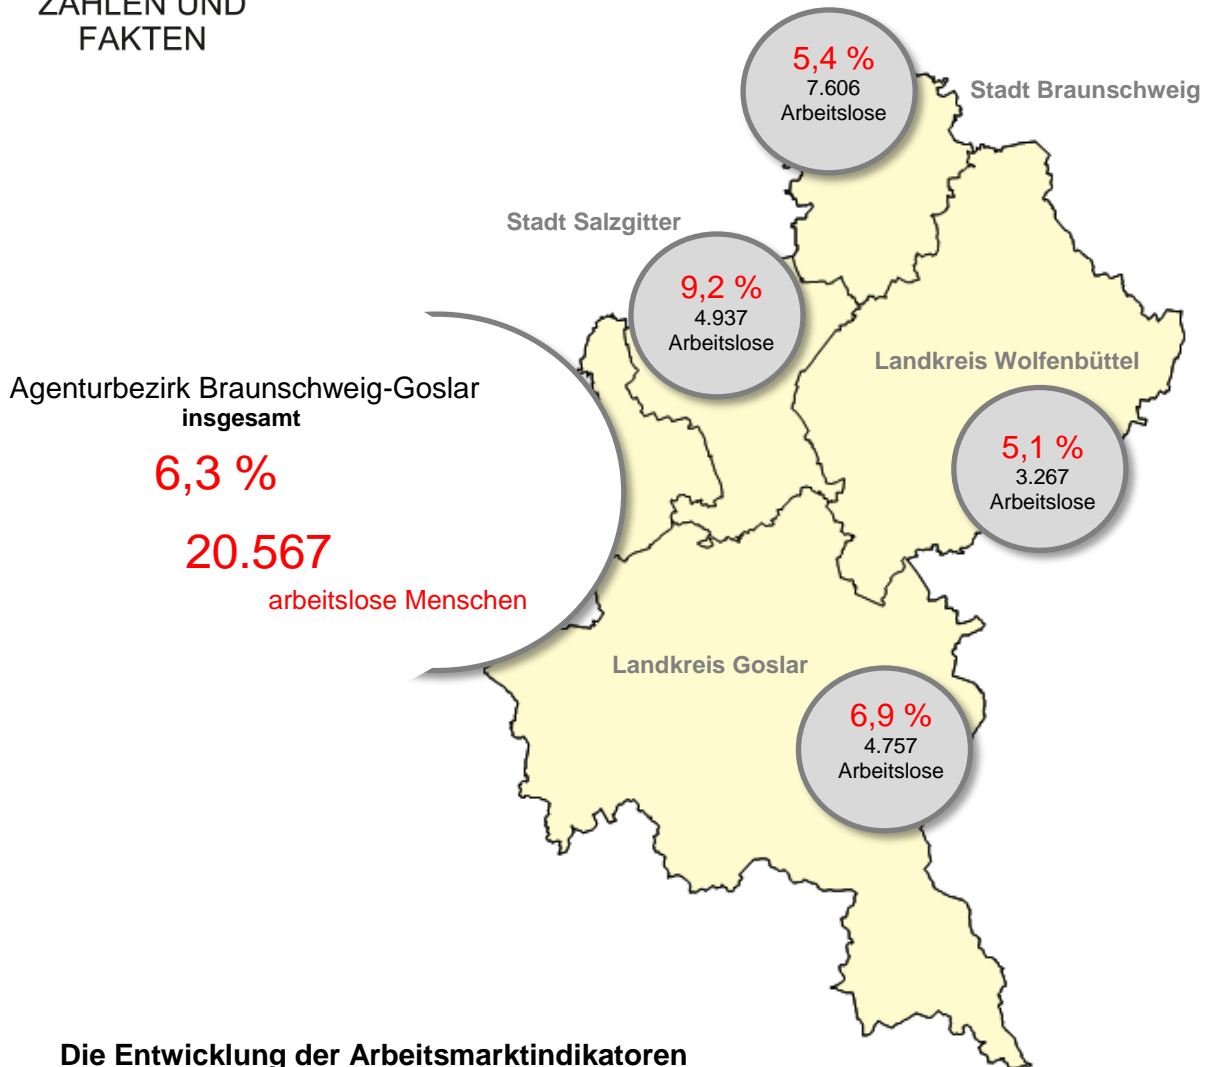 ZAHLEN UND
FAKTEN
5,4 %
7.606
Arbeitslose
Stadt Braunschweig
Stadt Salzgitter
9,2 %
4.937
Arbeitslose
Landkreis Wolfenbüttel
5,1 %
3.267
Arbeitslose
Agenturbezirk Braunschweig-Goslar
insgesamt
6,3 %
20.567
arbeitslose Menschen
Landkreis Goslar
6,9 %
4.757
Arbeitslose
Die Entwicklung der Arbeitsmarktindikatoren